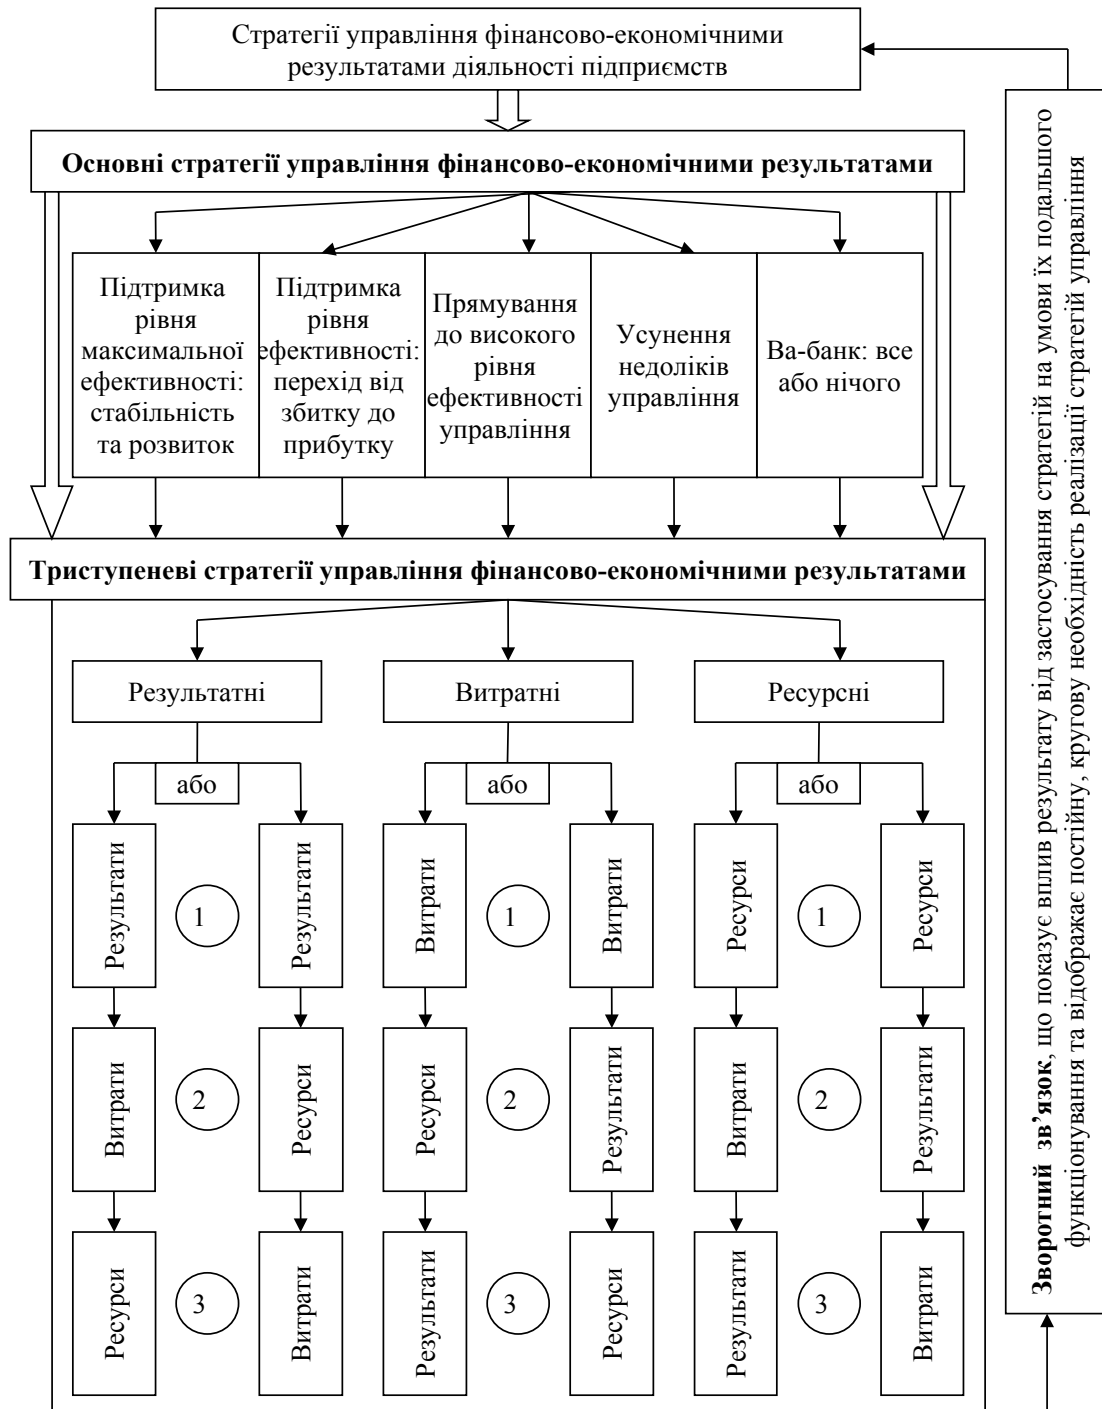 Стратегії управління фінансово-економічними
результатами діяльності підприємств
Основні стратегії управління фінансово-економічними результатами
Підтримка
рівня
максимальної
ефективності:
стабільність
та розвиток
Підтримка
рівня
ефективності:
перехід від
збитку до
прибутку
Прямування
до високого
рівня
ефективності
управління
Усунення
недоліків
управління
Ва-банк: все
або нічого
Триступеневі стратегії управління фінансово-економічними результатами
Результатні
Витратні
Ресурсні
або
або
або
Результати
1
Результати
Витрати
1
Витрати
Ресурси
1
Ресурси
Витрати
2
Ресурси
Ресурси
2
Результати
Витрати
2
Результати
Ресурси
3
Витрати
Результати
3
Ресурси
Результати
3
Витрати
Зворотний зв’язок, що показує вплив результату від застосування стратегій на умови їх подальшого
функціонування та відображає постійну, кругову необхідність реалізації стратегій управління